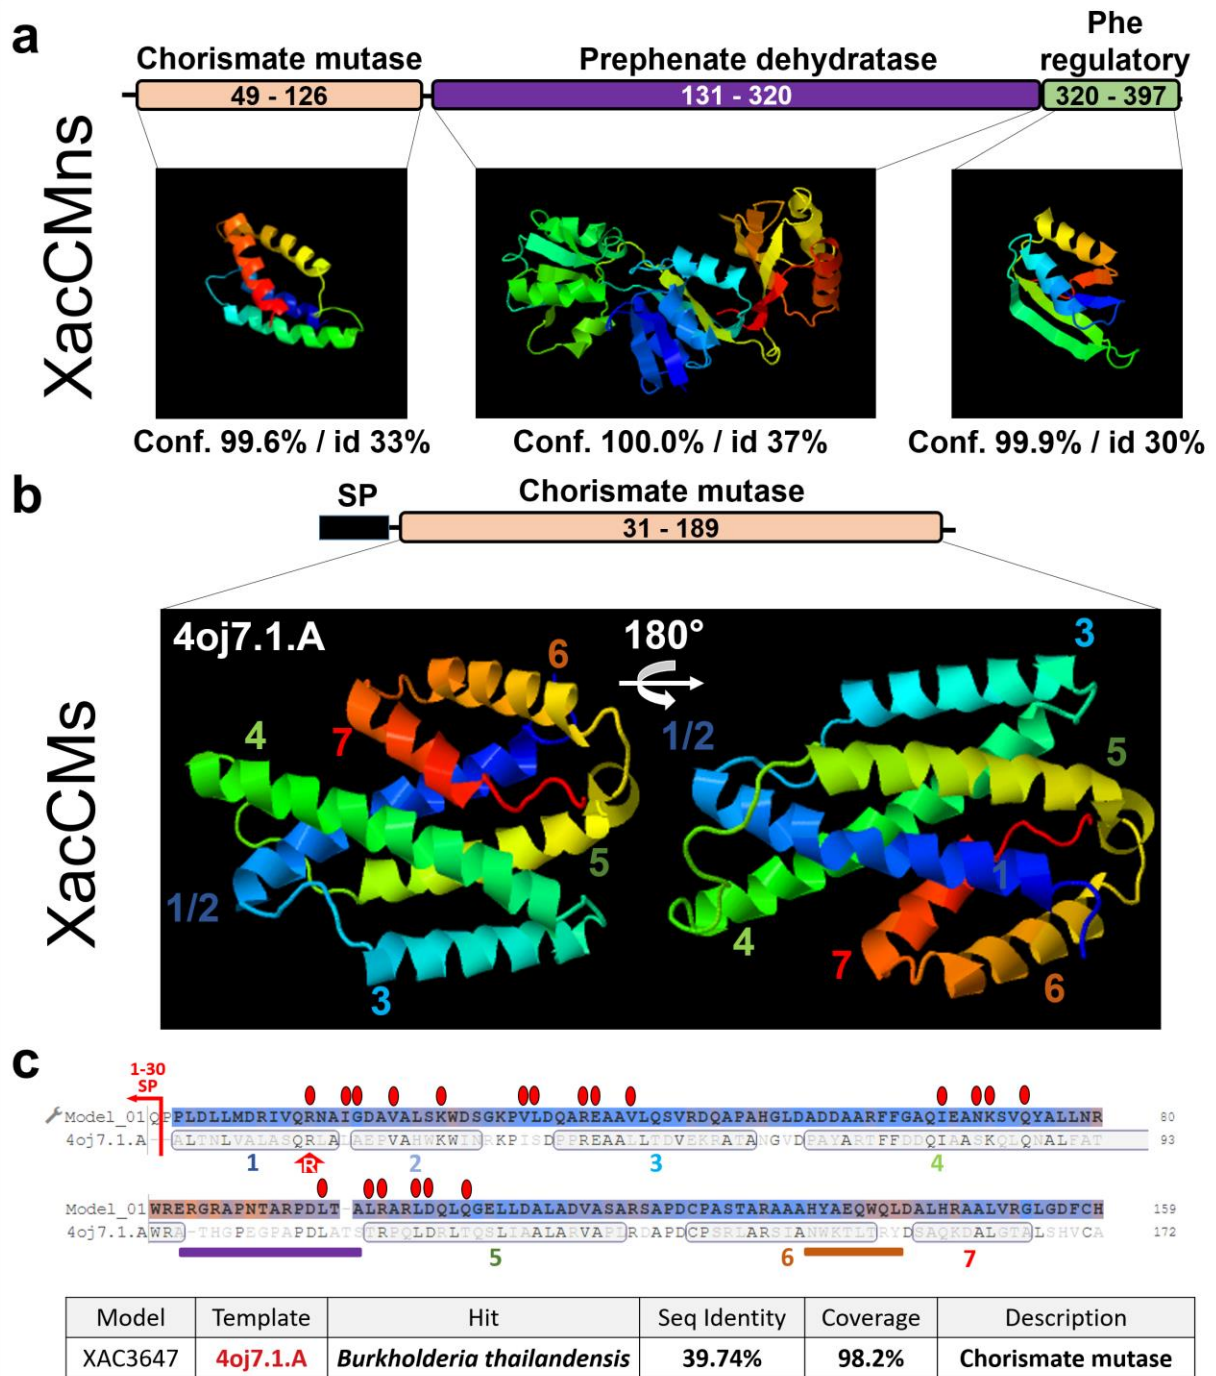 a
Chorismate mutase
Prephenate dehydratase
Phe
regulatory
49 - 126
131 - 320
320 - 397
XacCMns
Conf. 99.6% / id 33%
Conf. 100.0% / id 37%
Conf. 99.9% / id 30%
b
SP
Chorismate mutase
31 - 189
XacCMs
4oj7.1.A
180°
6
3
4
7
1/2
5
5
1/2
1
4
3
7
6
c
1-30
SP
Model_01 QPPLDLLMDRIVQRNAIGDAVALSKWDSGKPVLDQAREAAVLQSVRDQAPAHGLDADDAARFFGAQIEANKSVQYALLNR 80
4oj7.1.A --ALTNLVALASQRLALAEPVAHWKWINRKPISDPPREAALLTDVEKRATANGVDPAYARTFFDDQIAASKQLQNALFAT 93
1 R 2 3 4
Model_01 WRERGRAPNTARPDLT-ALRARLDQLQGELLDALADVASARSAPDCPASTARAAAHYAEQWQLDALHRAALVRGLGDFCH 159
4oj7.1.A WRA-THGPEGPAPDLATSTRPQLDRLTQSLIAALARVAPLRDAPDCPSRLARSIANWKTLTRYDSAQKDALGTALSHVCA 172
5 6 7
Model Template Hit Seq Identity Coverage Description
XAC3647 4oj7.1.A Burkholderia thailandensis 39.74% 98.2% Chorismate mutase